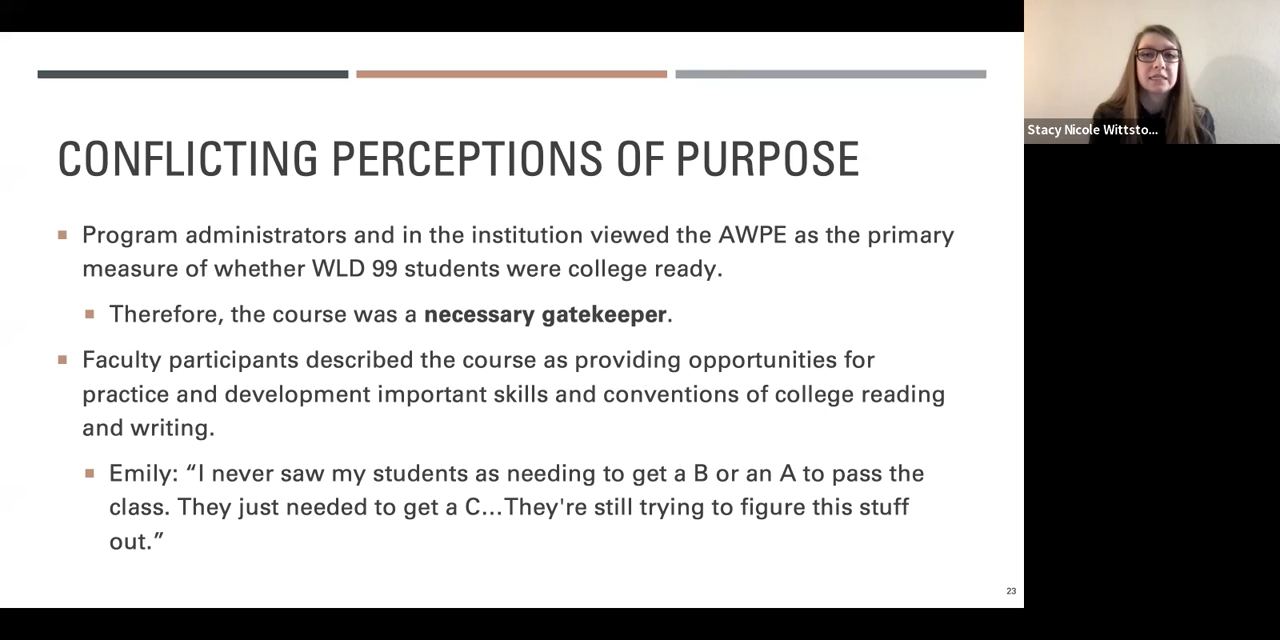 Stacy Nicole Wittsto...
CONFLICTING PERCEPTIONS OF PURPOSE
Program administrators and in the institution viewed the AWPE as the primary
measure of whether WLD 99 students were college ready.
Therefore, the course was a necessary gatekeeper.
Faculty participants described the course as providing opportunities for
practice and development important skills and conventions of college reading
and writing.
Emily: “I never saw my students as needing to get a B or an A to pass the
class. They just needed to get a C...They're still trying to figure this stuff
out.”
23